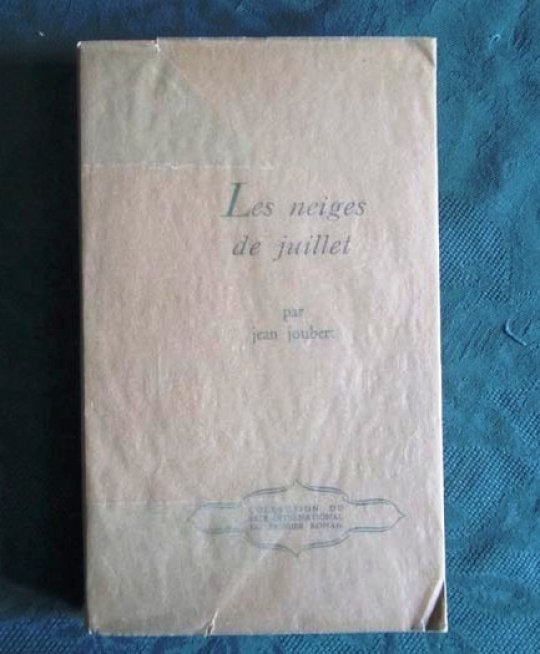 Les neiges
de juillet
par
jean joubert
COLLECTION DU
PRIX INTERNATIONAL
DU PREMIER ROMAN